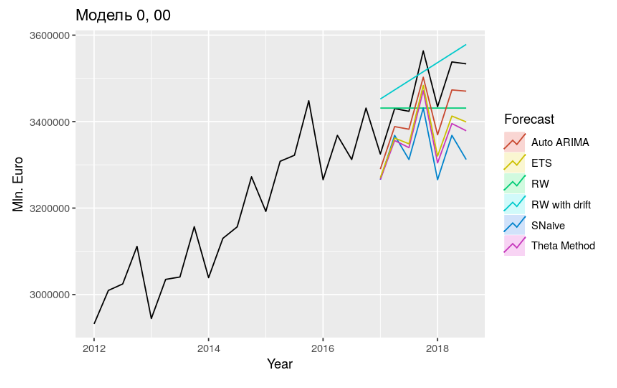 Модель 0, 00
3600000
3400000
3200000
3000000
Mln. Euro
2012
2014
2016
2018
Year
Forecast
Auto ARIMA
ETS
RW
RW with drift
SNaIve
Theta Method